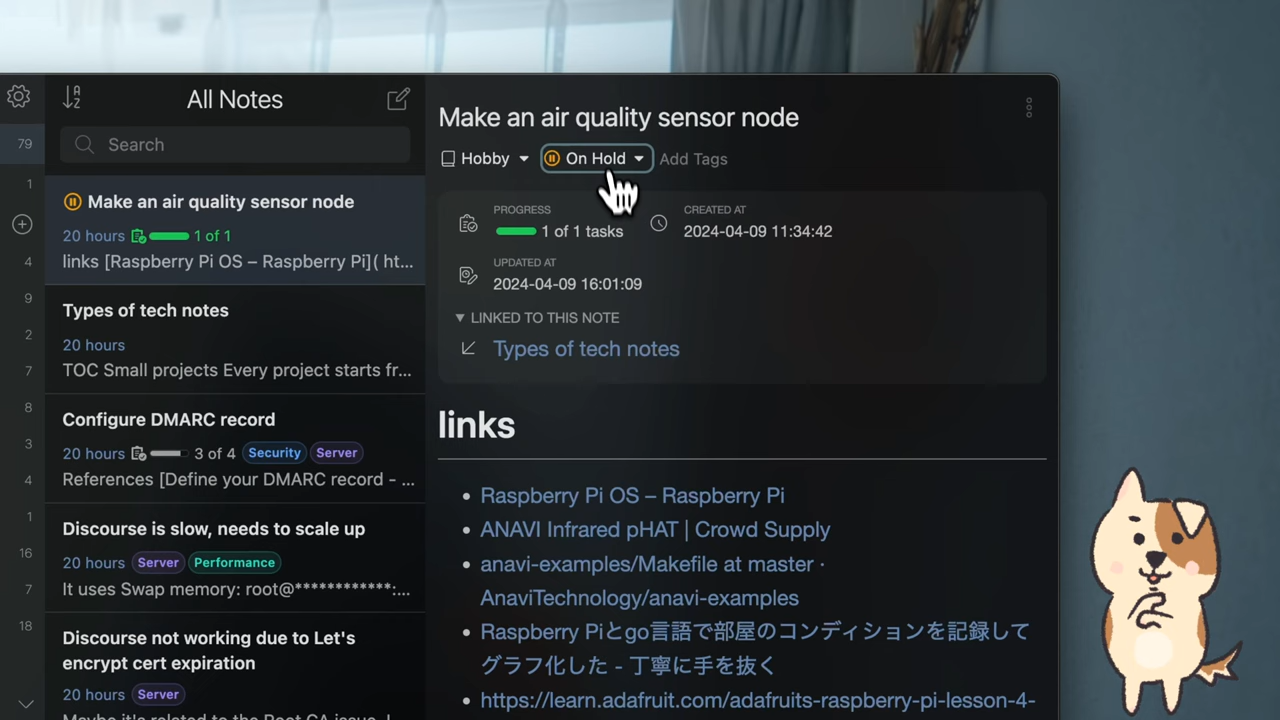 All Notes
Search
79
1
4
9
2
7
8
3
4
1
16
7
18
Make an air quality sensor node
20 hours 1 of 1
links [Raspberry Pi OS – Raspberry Pi]( ht...
Types of tech notes
20 hours
TOC Small projects Every project starts fr...
Configure DMARC record
20 hours 3 of 4 Security Server
References [Define your DMARC record - ...
Discourse is slow, needs to scale up
20 hours Server Performance
It uses Swap memory: root@************:...
Discourse not working due to Let's
encrypt cert expiration
20 hours Server
Maybe it's related to the Root CA issue. I
Make an air quality sensor node
Hobby On Hold Add Tags
PROGRESS
1 of 1 tasks
CREATED AT
2024-04-09 11:34:42
UPDATED AT
2024-04-09 16:01:09
LINKED TO THIS NOTE
Types of tech notes
links
Raspberry Pi OS – Raspberry Pi
ANAVI Infrared pHAT | Crowd Supply
anavi-examples/Makefile at master ·
AnaviTechnology/anavi-examples
Raspberry Piとgo言語で部屋のコンディションを記録して
グラフ化した - 丁寧に手を抜く
https://learn.adafruit.com/adafruits-raspberry-pi-lesson-4-